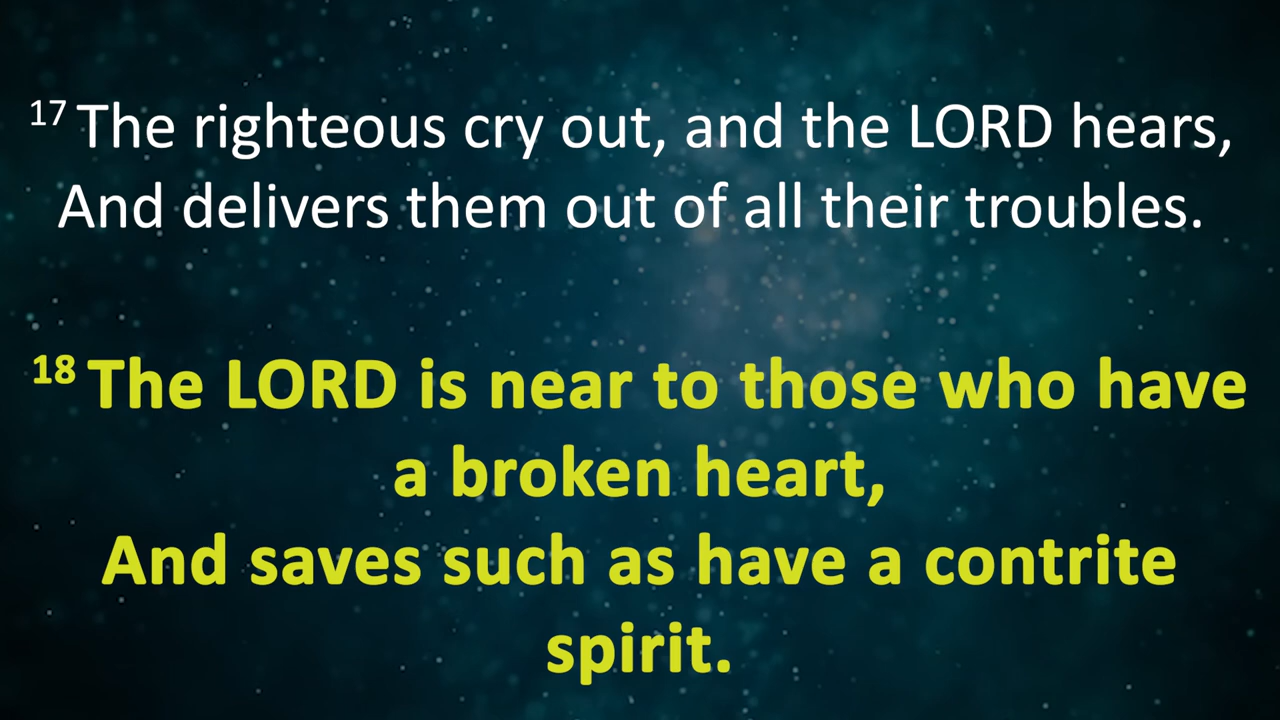 17 The righteous cry out, and the LORD hears,
And delivers them out of all their troubles.
18 The LORD is near to those who have
a broken heart,
And saves such as have a contrite
spirit.